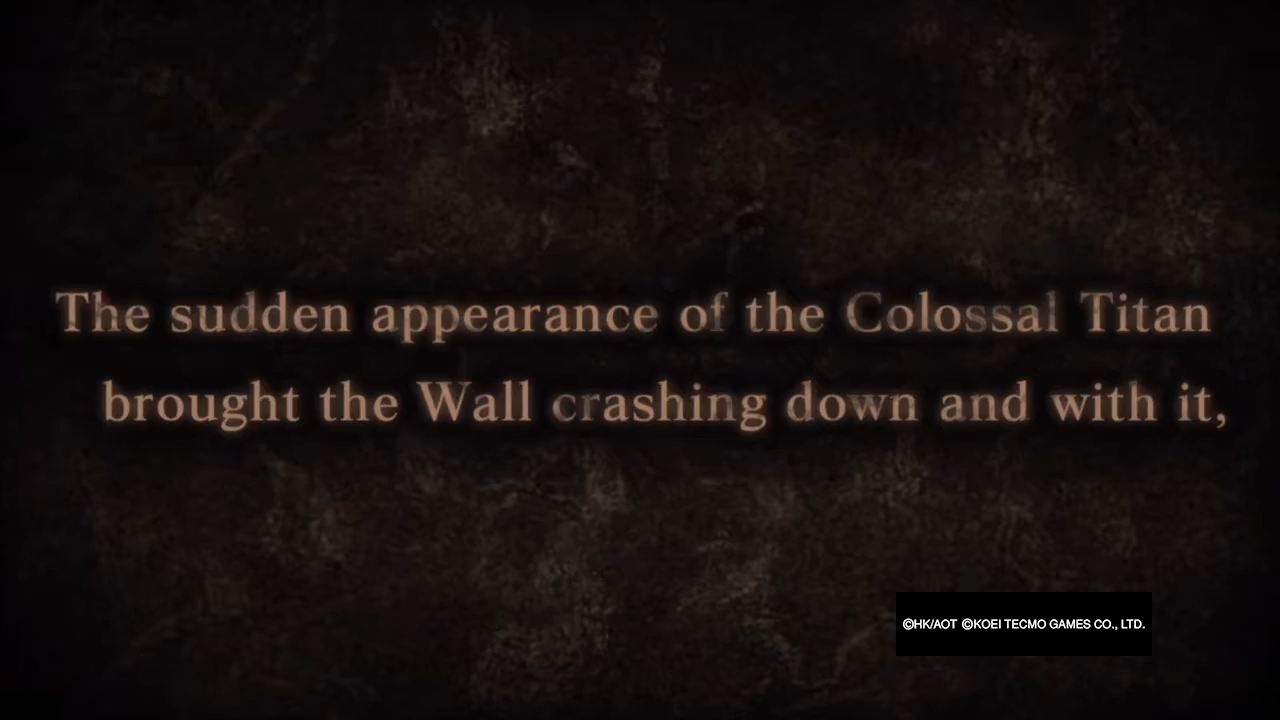 The sudden appearance of the Colossal Titan
brought the Wall crashing down and with it,
©HK/AOT ©KOEI TECMO GAMES CO., LTD.